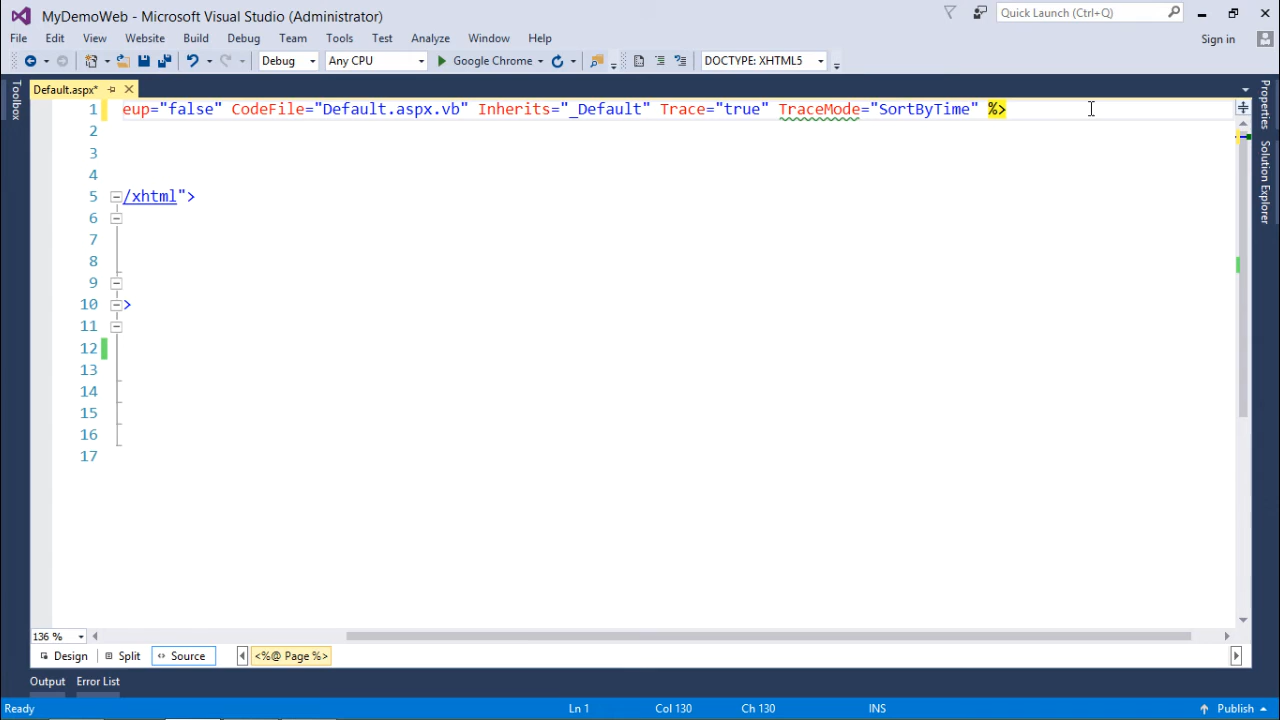 MyDemoWeb - Microsoft Visual Studio (Administrator)
Quick Launch (Ctrl+Q)
File Edit View Website Build Debug Team Tools Test Analyze Window Help
Sign in
Debug Any CPU Google Chrome DOCTYPE: XHTML5
Toolbox
Default.aspx*
Properties
Solution Explorer
1 eup="false" CodeFile="Default.aspx.vb" Inherits="_Default" Trace="true" TraceMode="SortByTime" %>
2
3
4
5 /xhtml">
6
7
8
9
10 >
11
12
13
14
15
16
17
136 %
Design Split Source <%@ Page %>
Output Error List
Ready Ln 1 Col 130 Ch 130 INS Publish